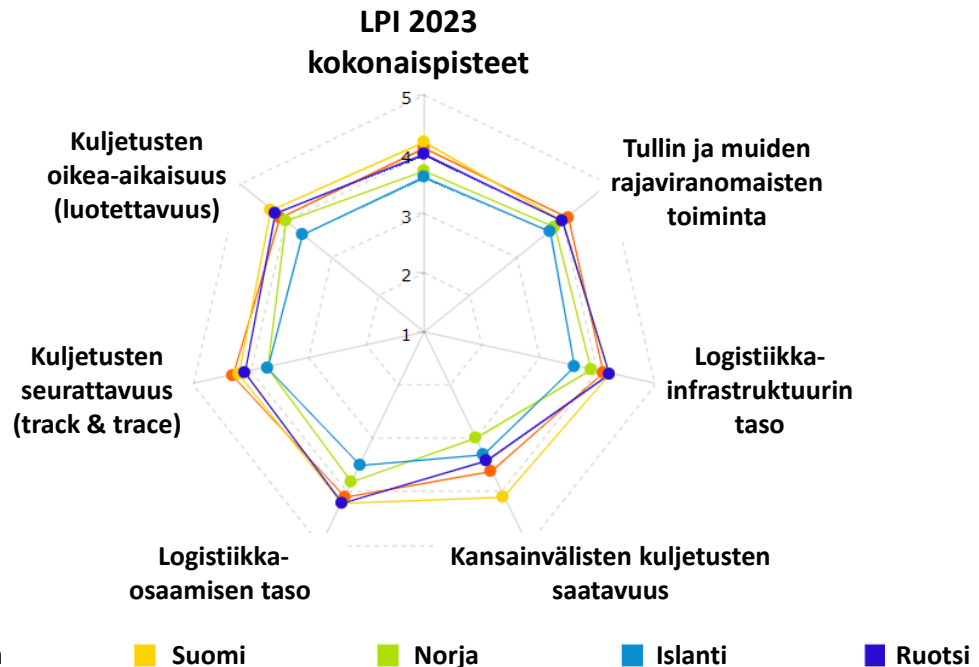 LPI 2023
kokonaispisteet
5
4
3
2
1
Kuljetusten
oikea-aikaisuus
(luotettavuus)
Tullin ja muiden
rajaviranomaisten
toiminta
Kuljetusten
seurattavuus
(track & trace)
Logistiikka-
infrastruktuurin
taso
Logistiikka-
osaamisen taso
Kansainvälisten kuljetusten
saatavuus
Suomi
Norja
Islanti
Ruotsi